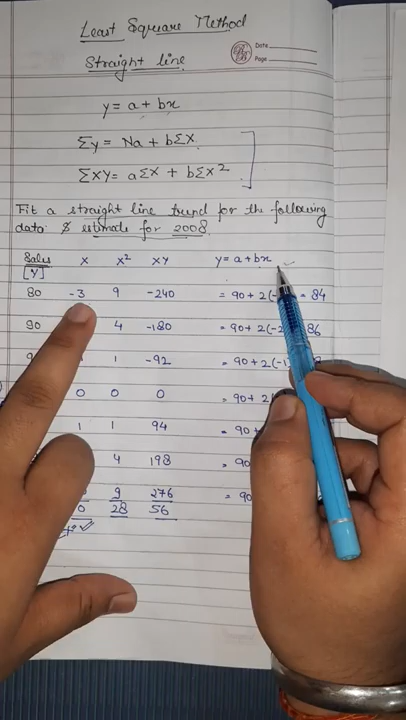 Least Square Method
Date
Page
Straight line
y = a + bx
Σy = Na + bΣx
Σxy = aΣx + bΣx²
Fit a straight line trend for the following
data & estimate for 2008.
Sales x x² xy y = a + bx
[Y]
80 -3 9 -240 = 90 + 2(- = 84
90 4 -180 = 90 + 2(-2 86
1 -92 = 90 + 2(-1)
0 0 0 = 90 + 2
1 1 94 = 90 +
4 198 = 90
9 276 = 90
0 28 56